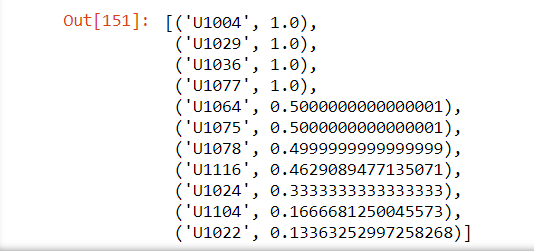 Out[151]: [('U1004', 1.0),
('U1029', 1.0),
('U1036', 1.0),
('U1077', 1.0),
('U1064', 0.5000000000000001),
('U1075', 0.5000000000000001),
('U1078', 0.4999999999999999),
('U1116', 0.4629089477135071),
('U1024', 0.3333333333333333),
('U1104', 0.1666681250045573),
('U1022', 0.13363252997258268)]